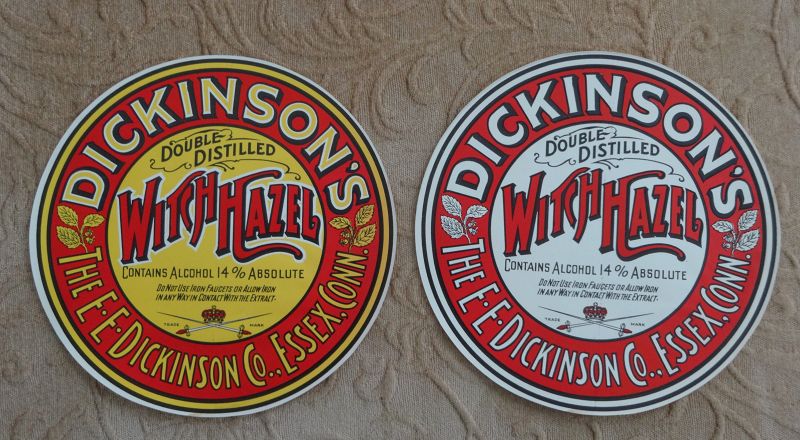 DICKINSON'S
DOUBLE
DISTILLED
WITCH HAZEL
CONTAINS ALCOHOL 14% ABSOLUTE
DO NOT USE IRON FAUCETS OR ALLOW IRON
IN ANY WAY IN CONTACT WITH THE EXTRACT.
TRADE MARK
THE E.E. DICKINSON CO., ESSEX, CONN.
DICKINSON'S
DOUBLE
DISTILLED
WITCH HAZEL
CONTAINS ALCOHOL 14% ABSOLUTE
DO NOT USE IRON FAUCETS OR ALLOW IRON
IN ANY WAY IN CONTACT WITH THE EXTRACT.
TRADE MARK
THE E.E. DICKINSON CO., ESSEX, CONN.